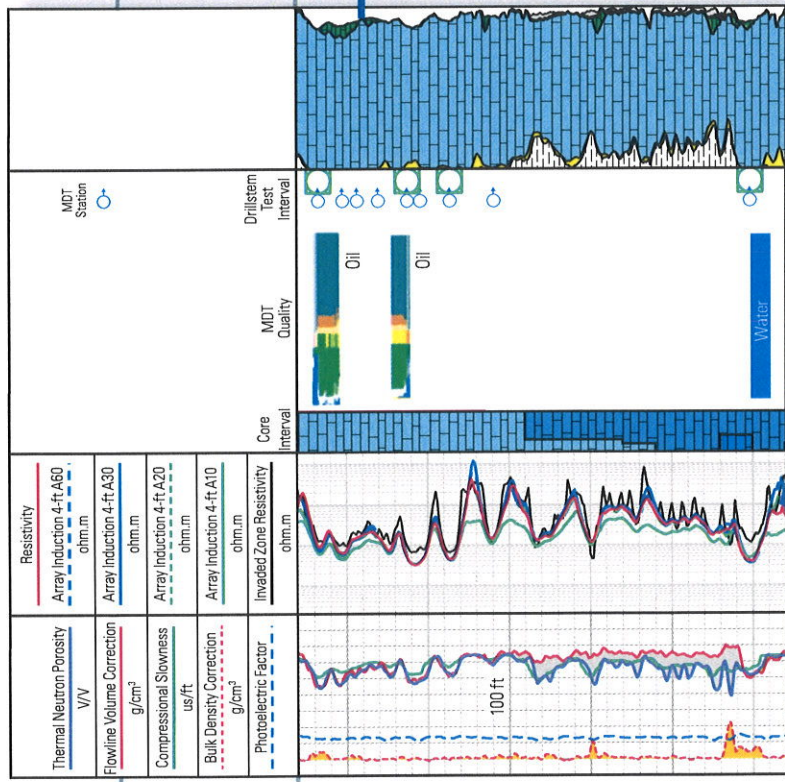 Resistivity
Array Induction 4-ft A60
ohm.m
Array Induction 4-ft A30
ohm.m
Array Induction 4-ft A20
ohm.m
Array Induction 4-ft A10
ohm.m
Invaded Zone Resistivity
ohm.m
Thermal Neutron Porosity
V/V
Flowline Volume Correction
g/cm³
Compressional Slowness
us/ft
Bulk Density Correction
g/cm³
Photoelectric Factor
Core
Interval
MDT
Quality
MDT
Station
Drillstem
Test
Interval
Oil
Oil
Water
100 ft